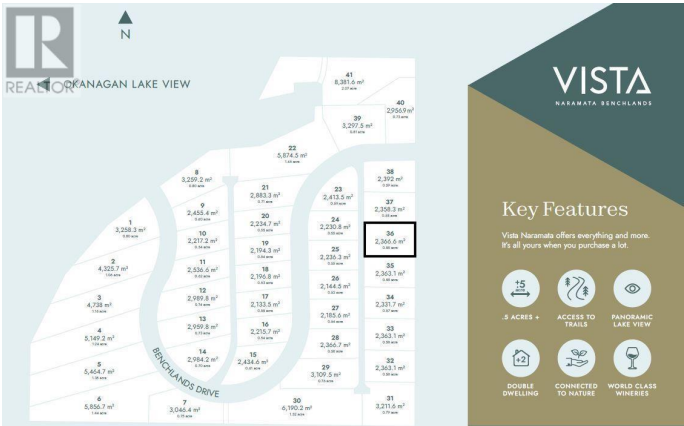 R
REALTOR®
N
OKANAGAN LAKE VIEW
41
8,381.6 m²
40
2,956.9 m²
39
3,297.5 m²
22
5,874.5 m²
8
3,259.2 m²
38
2,392 m²
21
2,883.3 m²
23
2,413.5 m²
37
2,358.3 m²
9
2,455.4 m²
20
2,234.7 m²
24
2,230.8 m²
36
2,366.6 m²
1
3,258.3 m²
10
2,217.2 m²
19
2,194.3 m²
25
2,236.3 m²
35
2,363.1 m²
2
4,325.7 m²
11
2,536.6 m²
18
2,196.8 m²
26
2,144.5 m²
3
4,738 m²
12
2,989.8 m²
17
2,133.5 m²
27
2,185.6 m²
34
2,331.7 m²
4
5,149.2 m²
13
2,959.8 m²
16
2,215.7 m²
28
2,366.7 m²
33
2,363.1 m²
5
5,464.7 m²
14
2,984.2 m²
15
2,434.6 m²
29
3,109.5 m²
32
2,363.1 m²
BENCHLANDS DRIVE
6
5,856.7 m²
7
3,046.4 m²
30
6,190.2 m²
31
3,211.6 m²
VISTA
NARAMATA BENCHLANDS
Key Features
Vista Naramata offers everything and more.
It's all yours when you purchase a lot.
+.5
.5 ACRES +
ACCESS TO
TRAILS
PANORAMIC
LAKE VIEW
+2
DOUBLE
DWELLING
CONNECTED
TO NATURE
WORLD CLASS
WINERIES